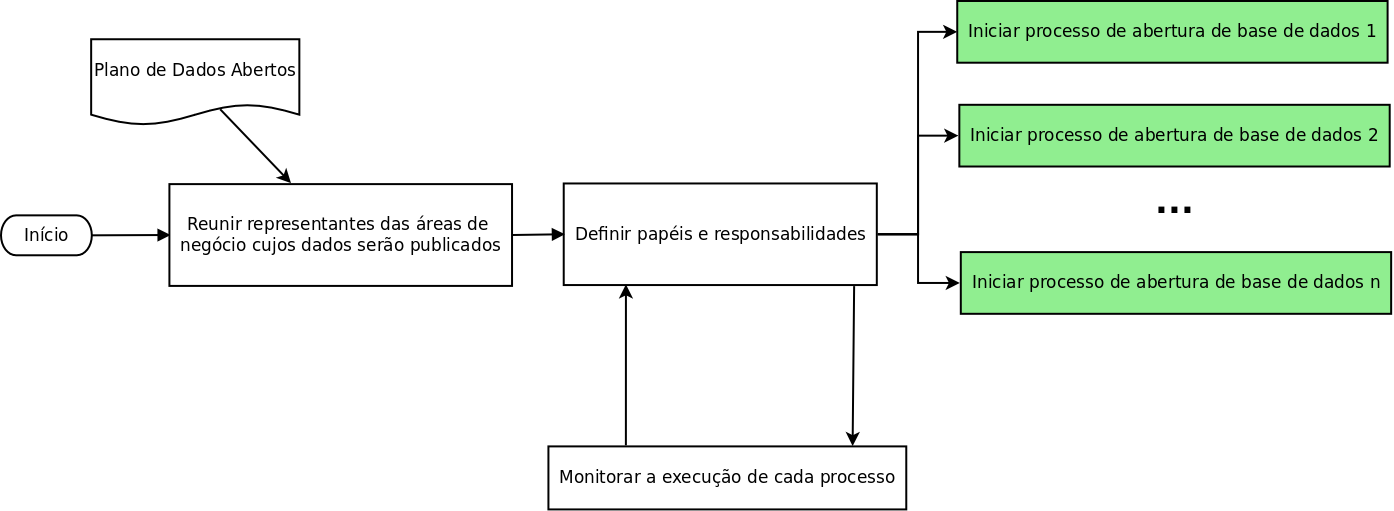 Iniciar processo de abertura de base de dados 1
Plano de Dados Abertos
Iniciar processo de abertura de base de dados 2
...
Reunir representantes das áreas de
negócio cujos dados serão publicados
Início
Definir papéis e responsabilidades
Iniciar processo de abertura de base de dados n
Monitorar a execução de cada processo